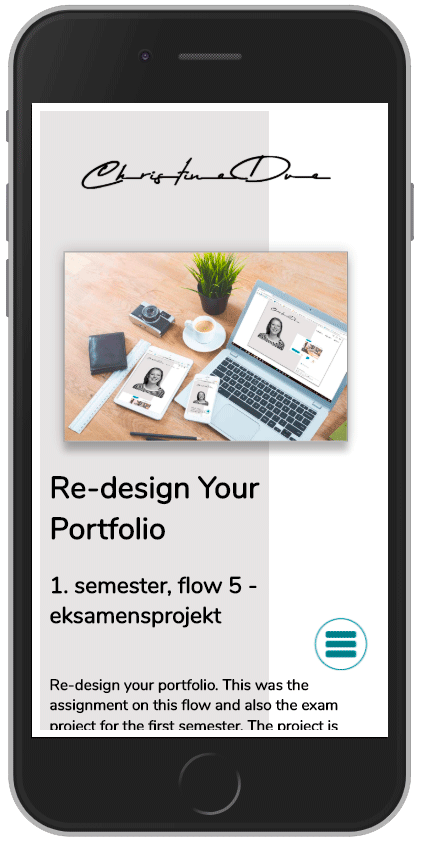 Christine Due
Re-design Your
Portfolio
1. semester, flow 5 -
eksamensprojekt
Re-design your portfolio. This was the
assignment on this flow and also the exam
project for the first semester. The project is